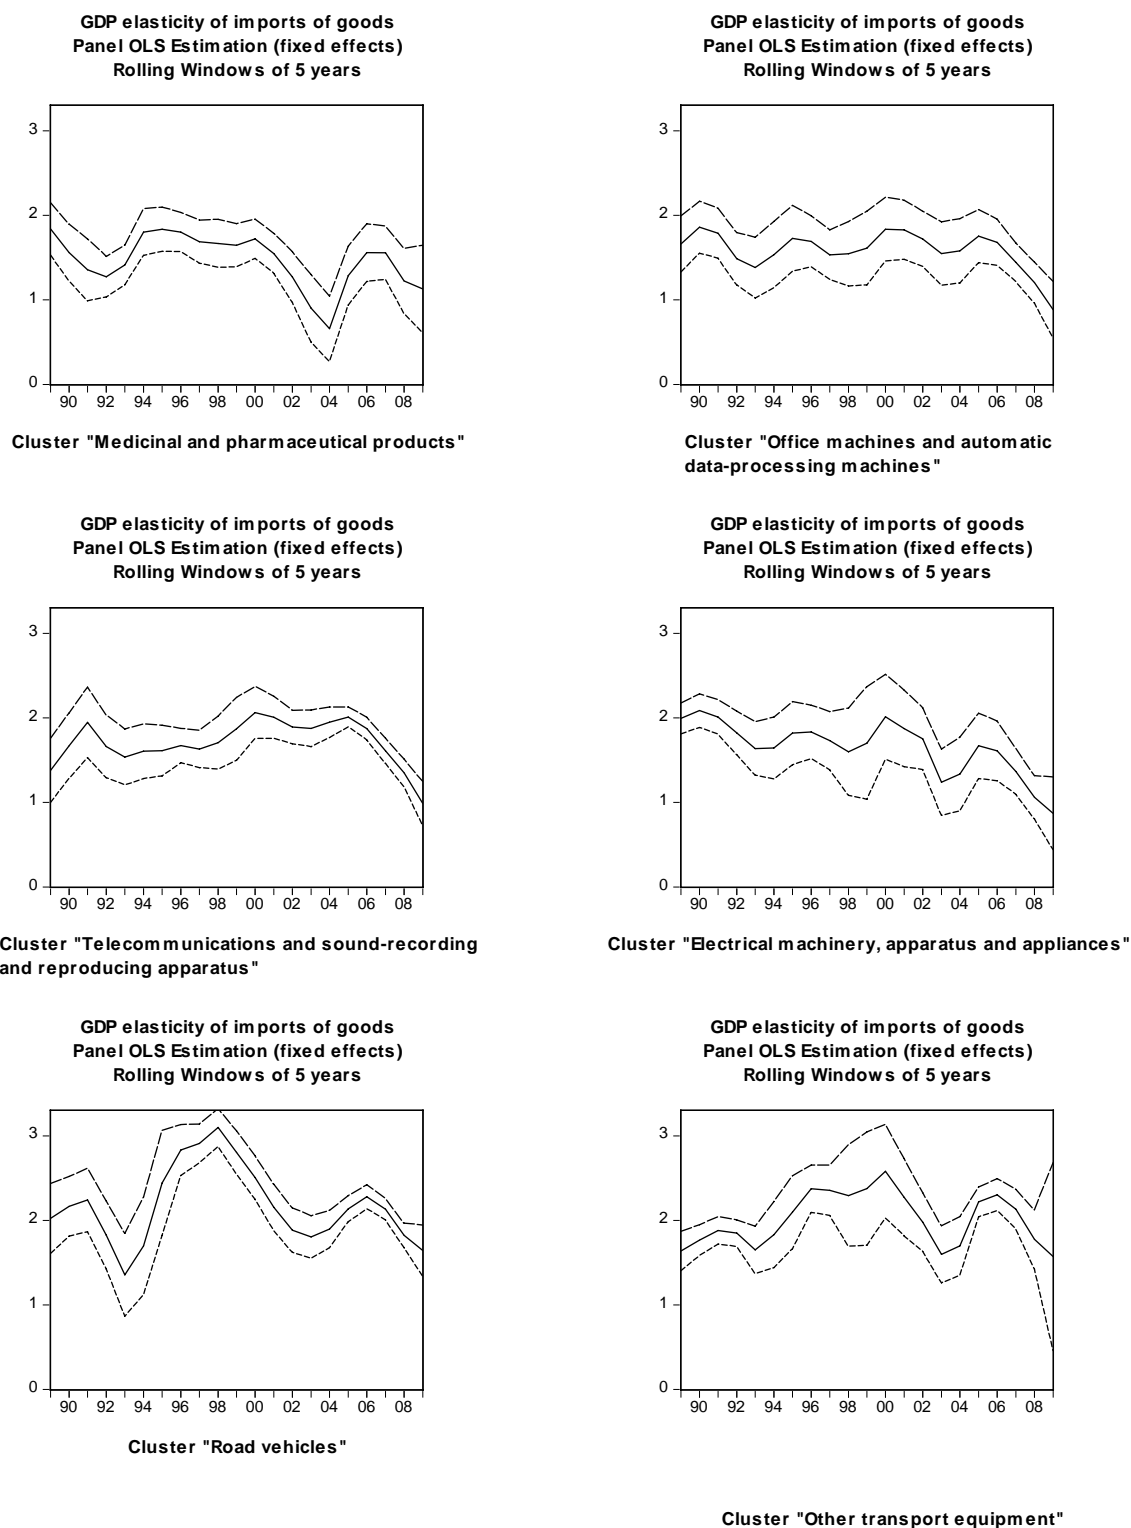 GDP elasticity of imports of goods
Panel OLS Estimation (fixed effects)
Rolling Windows of 5 years
3
2
1
0
90 92 94 96 98 00 02 04 06 08
Cluster "Medicinal and pharmaceutical products"
GDP elasticity of imports of goods
Panel OLS Estimation (fixed effects)
Rolling Windows of 5 years
3
2
1
0
90 92 94 96 98 00 02 04 06 08
Cluster "Office machines and automatic
data-processing machines"
GDP elasticity of imports of goods
Panel OLS Estimation (fixed effects)
Rolling Windows of 5 years
3
2
1
0
90 92 94 96 98 00 02 04 06 08
Cluster "Telecommunications and sound-recording
and reproducing apparatus"
GDP elasticity of imports of goods
Panel OLS Estimation (fixed effects)
Rolling Windows of 5 years
3
2
1
0
90 92 94 96 98 00 02 04 06 08
Cluster "Electrical machinery, apparatus and appliances"
GDP elasticity of imports of goods
Panel OLS Estimation (fixed effects)
Rolling Windows of 5 years
3
2
1
0
90 92 94 96 98 00 02 04 06 08
Cluster "Road vehicles"
GDP elasticity of imports of goods
Panel OLS Estimation (fixed effects)
Rolling Windows of 5 years
3
2
1
0
90 92 94 96 98 00 02 04 06 08
Cluster "Other transport equipment"